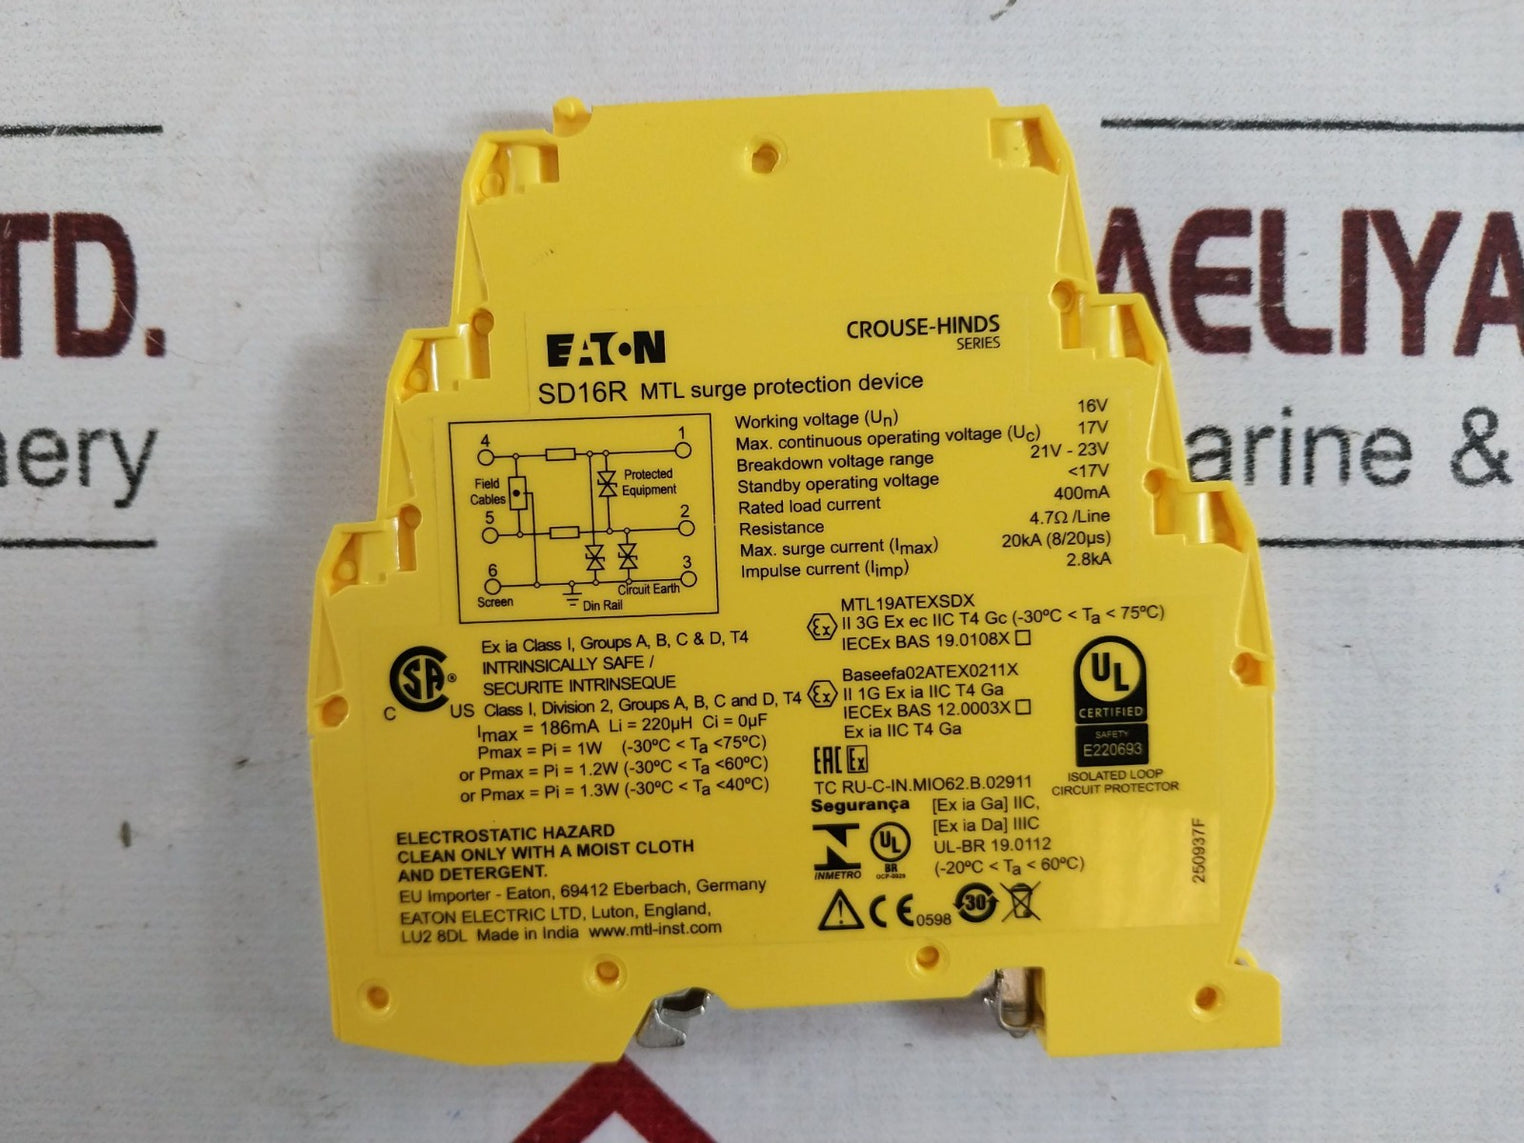 TD.
AELIYA
nery
arine &
EATON
CROUSE-HINDS
SERIES
SD16R MTL surge protection device
4
1
Field
Cables
Protected
Equipment
5
2
6
3
Screen
Din Rail
Circuit Earth
Working voltage (Un) 16V
Max. continuous operating voltage (Uc) 17V
Breakdown voltage range 21V - 23V
Standby operating voltage <17V
Rated load current 400mA
Resistance 4.7Ω /Line
Max. surge current (Imax) 20kA (8/20µs)
Impulse current (Iimp) 2.8kA
Ex ia Class I, Groups A, B, C & D, T4
INTRINSICALLY SAFE /
SECURITE INTRINSEQUE
Class I, Division 2, Groups A, B, C and D, T4
C SA ® US
Imax = 186mA Li = 220µH Ci = 0µF
Pmax = Pi = 1W (-30ºC < Ta <75ºC)
or Pmax = Pi = 1.2W (-30ºC < Ta <60ºC)
or Pmax = Pi = 1.3W (-30ºC < Ta <40ºC)
ELECTROSTATIC HAZARD
CLEAN ONLY WITH A MOIST CLOTH
AND DETERGENT.
EU Importer - Eaton, 69412 Eberbach, Germany
EATON ELECTRIC LTD, Luton, England,
LU2 8DL Made in India www.mtl-inst.com
MTL19ATEXSDX
Ex II 3G Ex ec IIC T4 Gc (-30ºC < Ta < 75ºC)
IECEx BAS 19.0108X
Baseefa02ATEX0211X
Ex II 1G Ex ia IIC T4 Ga
IECEx BAS 12.0003X
Ex ia IIC T4 Ga
EAC Ex
TC RU-C-IN.MIO62.B.02911
UL
CERTIFIED
SAFETY
E220693
ISOLATED LOOP
CIRCUIT PROTECTOR
Segurança
INMETRO
UL
BR
OCP-0029
[Ex ia Ga] IIC,
[Ex ia Da] IIIC
UL-BR 19.0112
(-20ºC < Ta < 60ºC)
CE 0598
30
250937F